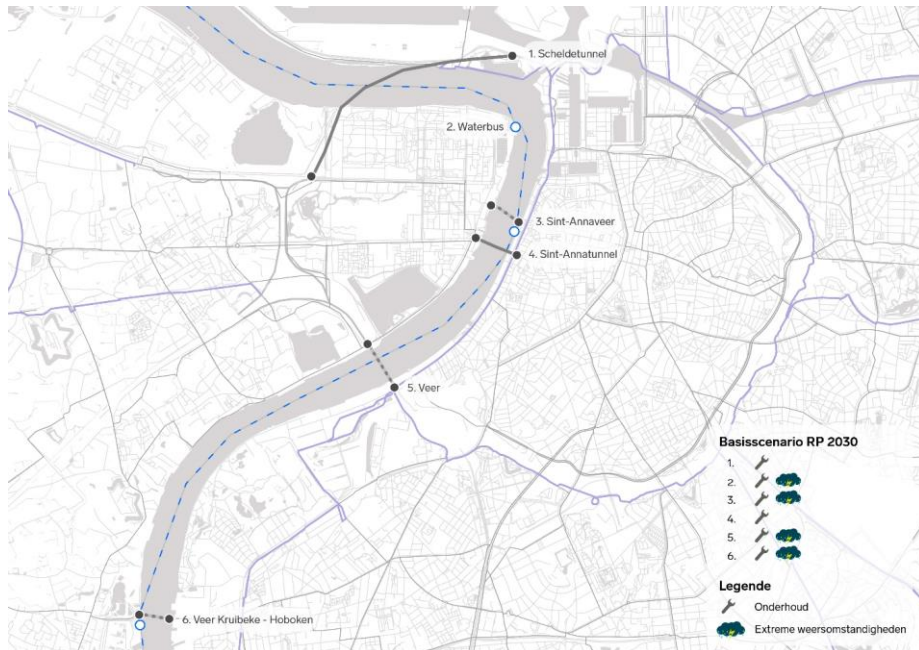 1. Scheldetunnel
2. Waterbus
3. Sint-Annaveer
4. Sint-Annatunnel
5. Veer
6. Veer Kruibeke - Hoboken
Basisscenario RP 2030
1.
2.
3.
4.
5.
6.
Legende
Onderhoud
Extreme weersomstandigheden